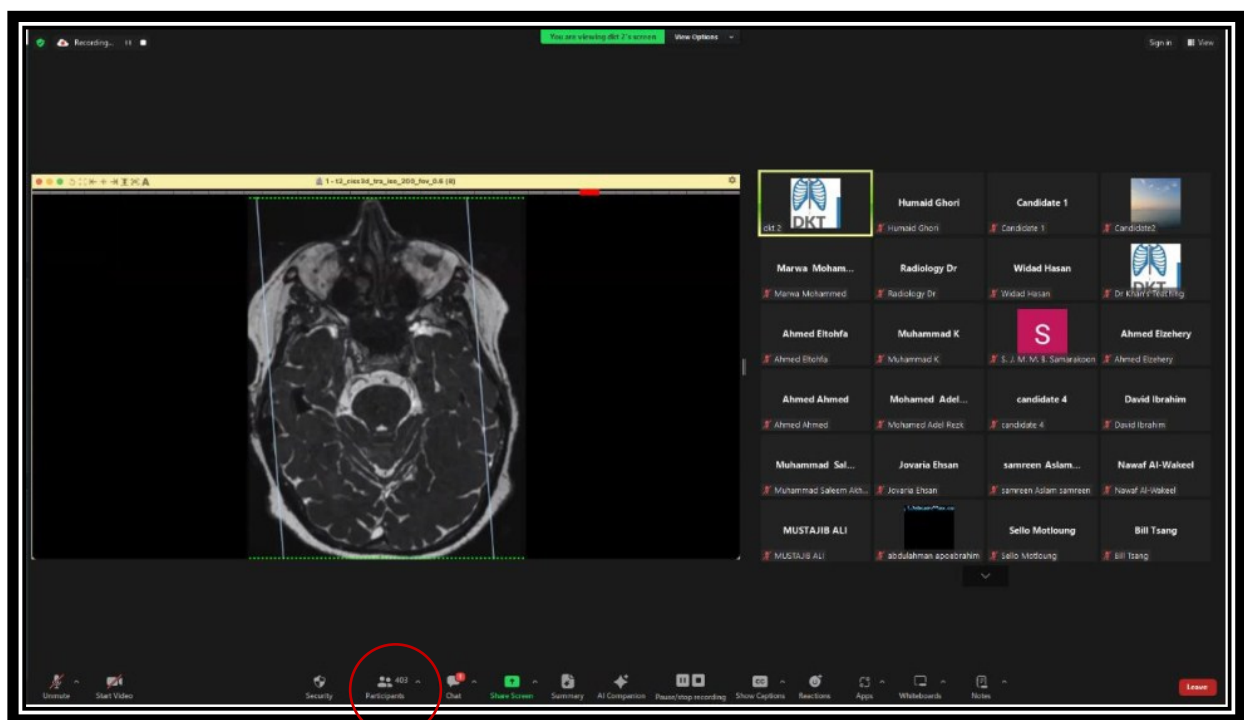 Recording...
You are viewing dkt 2's screen View Options
Sign in View
dkt 2
DKT
Humaid Ghori
Humaid Ghori
Candidate 1
Candidate 1
Candidate2
Marwa Moham...
Marwa Mohammed
Radiology Dr
Radiology Dr
Widad Hasan
Widad Hasan
DKT
Dr Khan's Teaching
Ahmed Eltohfa
Ahmed Eltohfa
Muhammad K
Muhammad K
S
S. J. M. M. B. Samarakoon
Ahmed Elzehery
Ahmed Elzehery
Ahmed Ahmed
Ahmed Ahmed
Mohamed Adel...
Mohamed Adel Rezk
candidate 4
candidate 4
David Ibrahim
David Ibrahim
Muhammad Sal...
Muhammad Saleem Akh...
Jovaria Ehsan
Jovaria Ehsan
samreen Aslam...
samreen Aslam samreen
Nawaf Al-Wakeel
Nawaf Al-Wakeel
MUSTAJIB ALI
MUSTAJIB ALI
Sello Motloung
Sello Motloung
Bill Tsang
Bill Tsang
Unmute
Start Video
Security
403
Participants
Chat
Share Screen
Summary
AI Companion
Pause/stop recording
CC
Show Captions
Reactions
Apps
Whiteboards
Notes
Leave